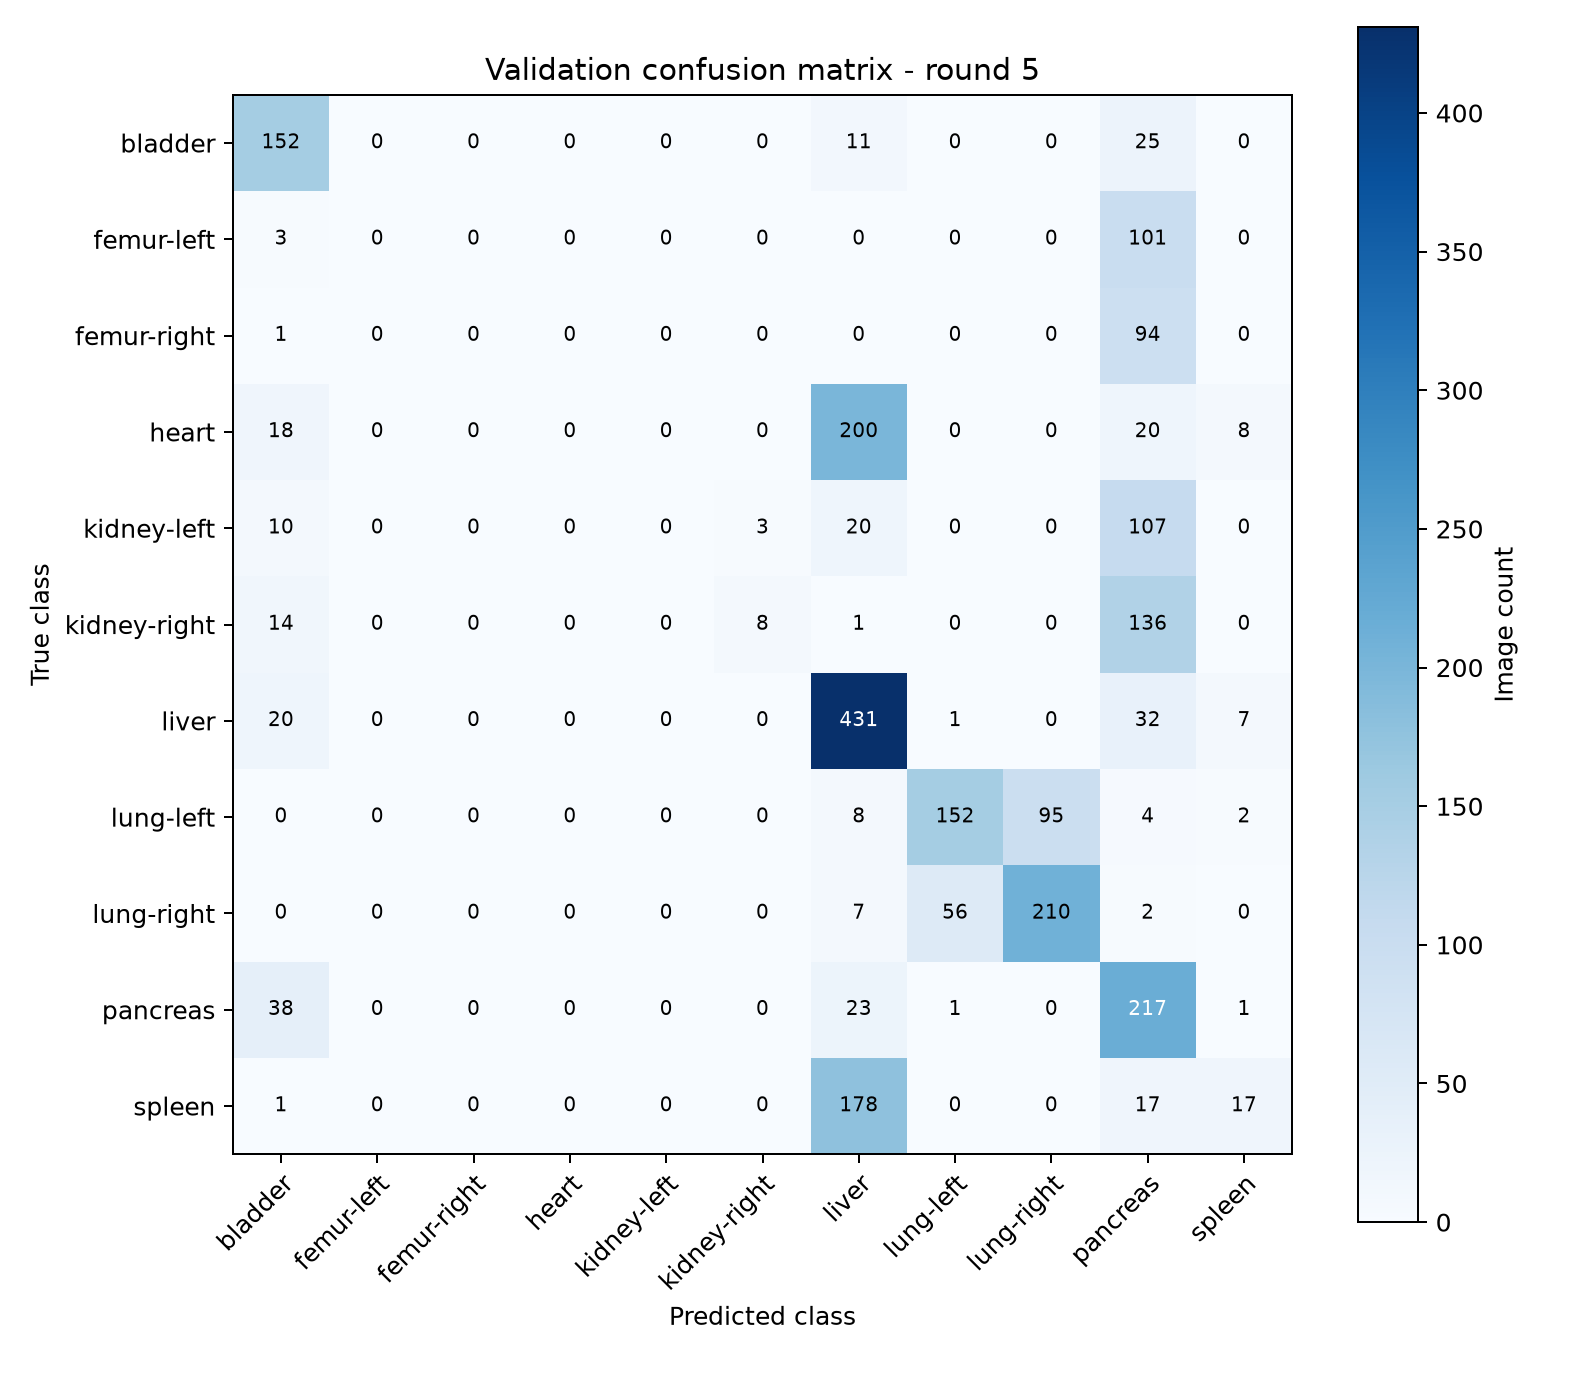 Validation confusion matrix - round 5
bladder 152 0 0 0 0 0 11 0 0 25 0
femur-left 3 0 0 0 0 0 0 0 0 101 0
femur-right 1 0 0 0 0 0 0 0 0 94 0
heart 18 0 0 0 0 0 200 0 0 20 8
kidney-left 10 0 0 0 0 3 20 0 0 107 0
kidney-right 14 0 0 0 0 8 1 0 0 136 0
liver 20 0 0 0 0 0 431 1 0 32 7
lung-left 0 0 0 0 0 0 8 152 95 4 2
lung-right 0 0 0 0 0 0 7 56 210 2 0
pancreas 38 0 0 0 0 0 23 1 0 217 1
spleen 1 0 0 0 0 0 178 0 0 17 17
bladder femur-left femur-right heart kidney-left kidney-right liver lung-left lung-right pancreas spleen
Predicted class
True class
400
350
300
250
200
150
100
50
0
Image count